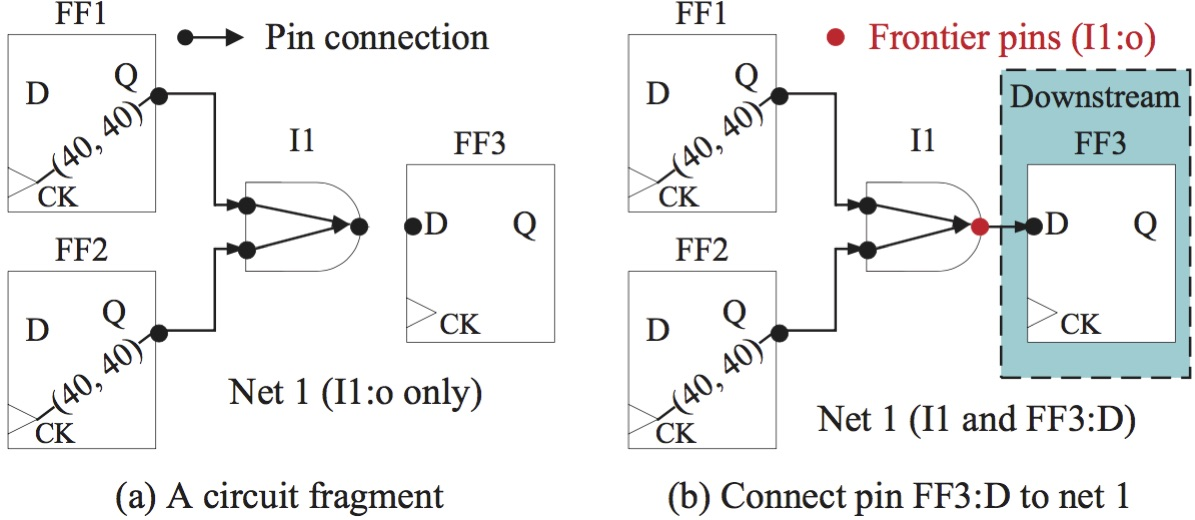 FF1
Pin connection
D
Q
(40, 40)
CK
I1
FF3
D
Q
CK
FF2
D
Q
(40, 40)
CK
Net 1 (I1:o only)
(a) A circuit fragment
FF1
Frontier pins (I1:o)
D
Q
(40, 40)
CK
I1
Downstream
FF3
D
Q
CK
FF2
D
Q
(40, 40)
CK
Net 1 (I1 and FF3:D)
(b) Connect pin FF3:D to net 1